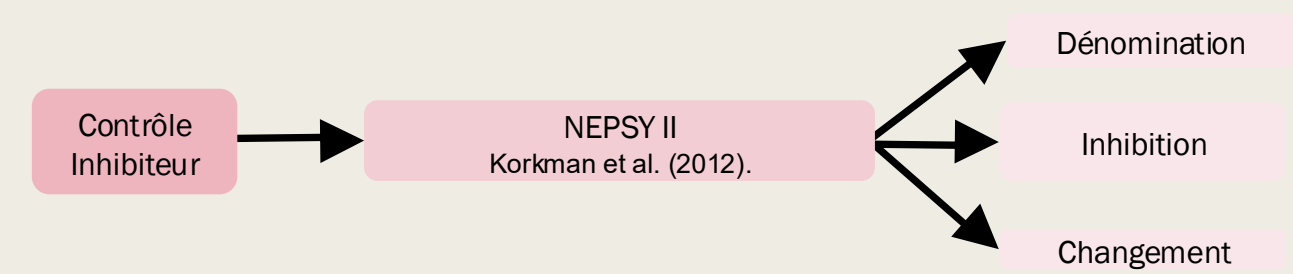 Contrôle
Inhibiteur
NEPSY II
Korkman et al. (2012).
Dénomination
Inhibition
Changement